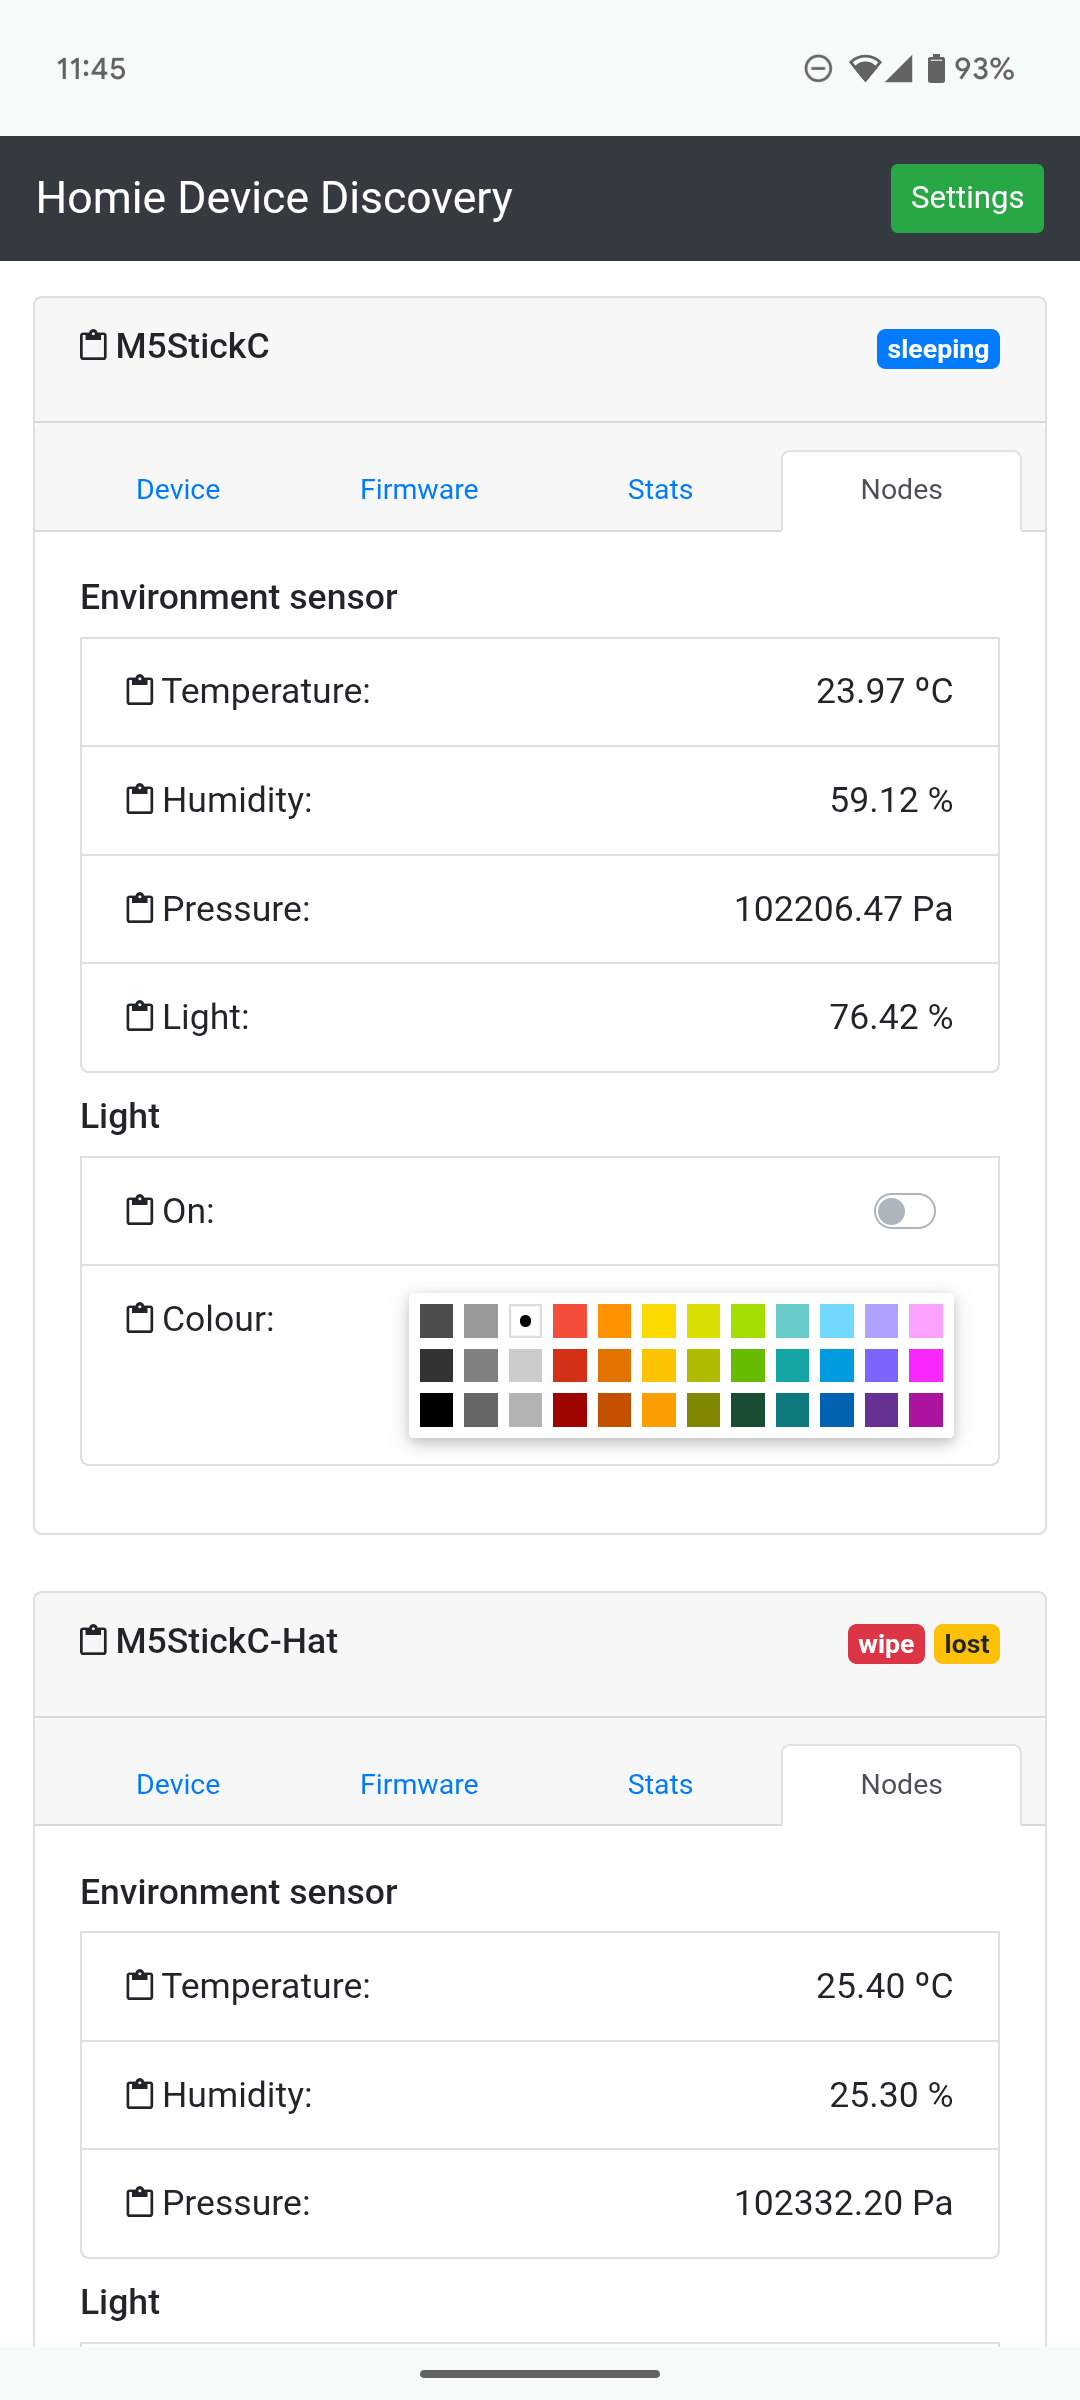 11:45 93%
Homie Device Discovery Settings
M5StickC sleeping
Device Firmware Stats Nodes
Environment sensor
Temperature: 23.97 ºC
Humidity: 59.12 %
Pressure: 102206.47 Pa
Light: 76.42 %
Light
On:
Colour:
M5StickC-Hat wipe lost
Device Firmware Stats Nodes
Environment sensor
Temperature: 25.40 ºC
Humidity: 25.30 %
Pressure: 102332.20 Pa
Light